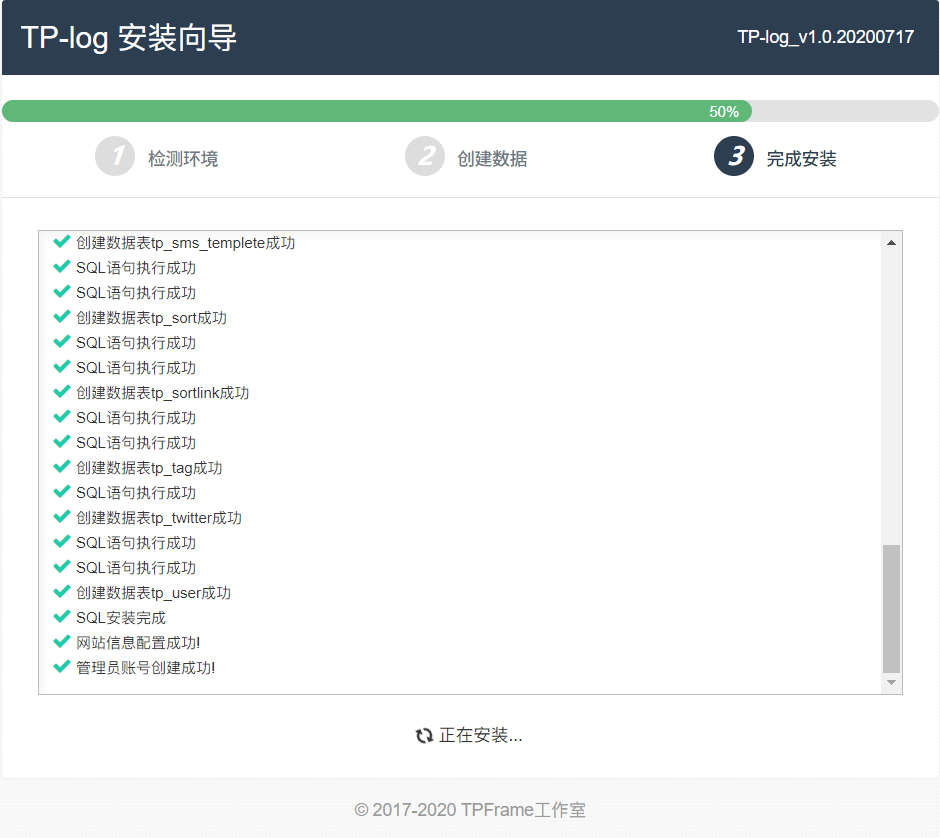 TP-log 安装向导
TP-log_v1.0.20200717
50%
1 检测环境
2 创建数据
3 完成安装
创建数据表tp_sms_templete成功
SQL语句执行成功
SQL语句执行成功
创建数据表tp_sort成功
SQL语句执行成功
SQL语句执行成功
创建数据表tp_sortlink成功
SQL语句执行成功
SQL语句执行成功
创建数据表tp_tag成功
SQL语句执行成功
创建数据表tp_twitter成功
SQL语句执行成功
SQL语句执行成功
创建数据表tp_user成功
SQL安装完成
网站信息配置成功!
管理员账号创建成功!
正在安装...
© 2017-2020 TPFrame工作室